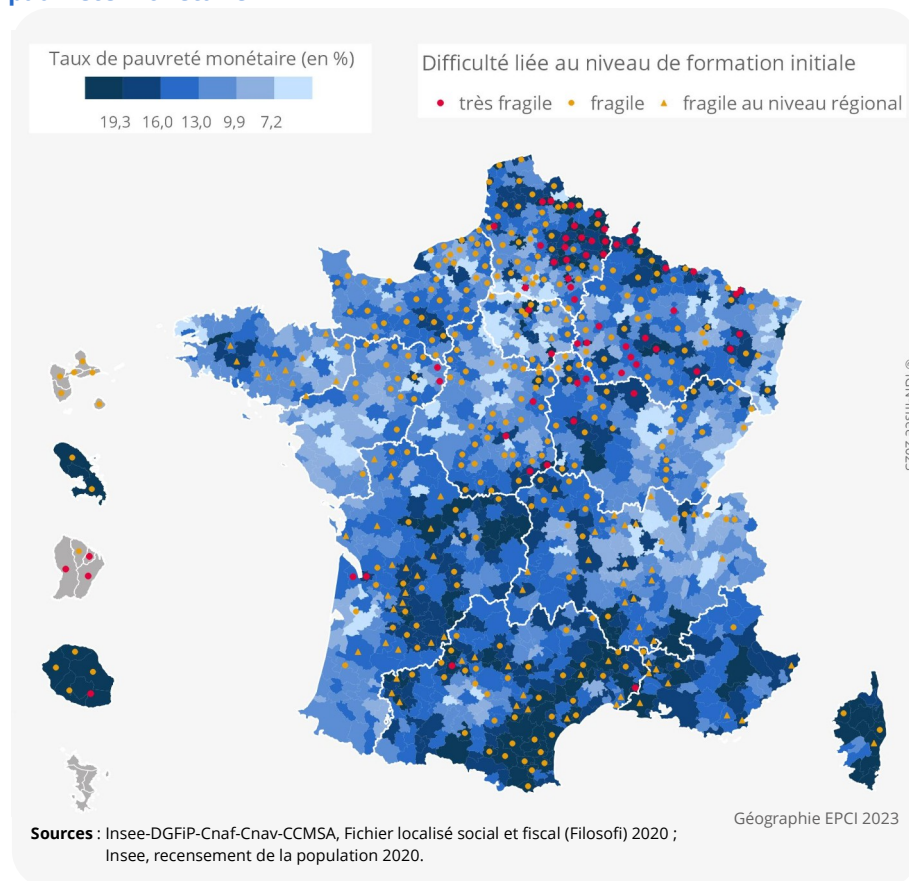 Taux de pauvreté monétaire (en %)
19,3 16,0 13,0 9,9 7,2
Difficulté liée au niveau de formation initiale
très fragile fragile fragile au niveau régional
Géographie EPCI 2023
Sources : Insee-DGFiP-Cnaf-Cnav-CCMSA, Fichier localisé social et fiscal (Filosofi) 2020 ;
Insee, recensement de la population 2020.